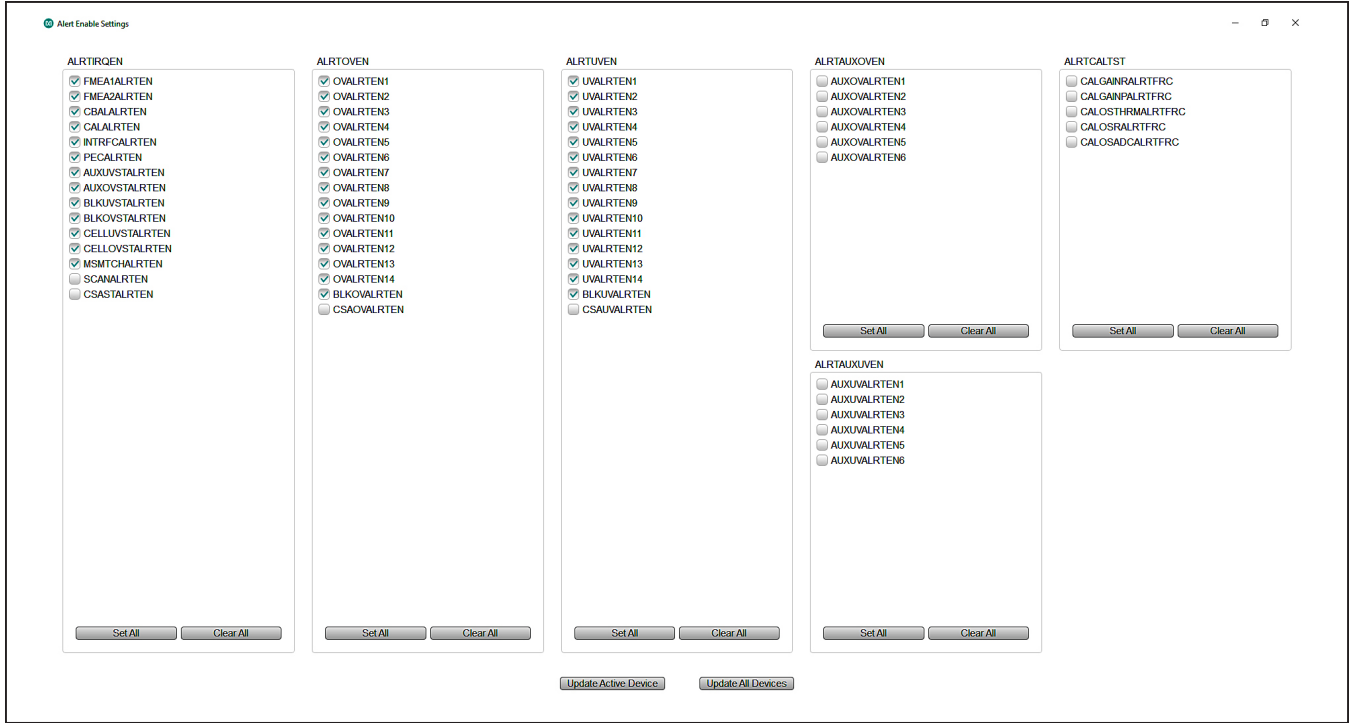 Alert Enable Settings
ALRTIRQEN
FMEA1ALRTEN
FMEA2ALRTEN
CBALALRTEN
CALALRTEN
INTRFCALRTEN
PECALRTEN
AUXUVSTALRTEN
AUXOVSTALRTEN
BLKUVSTALRTEN
BLKOVSTALRTEN
CELLUVSTALRTEN
CELLOVSTALRTEN
MSMTCHALRTEN
SCANALRTEN
CSASTALRTEN
Set All Clear All
ALRTOVEN
OVALRTEN1
OVALRTEN2
OVALRTEN3
OVALRTEN4
OVALRTEN5
OVALRTEN6
OVALRTEN7
OVALRTEN8
OVALRTEN9
OVALRTEN10
OVALRTEN11
OVALRTEN12
OVALRTEN13
OVALRTEN14
BLKOVALRTEN
CSAOVALRTEN
Set All Clear All
ALRTUVEN
UVALRTEN1
UVALRTEN2
UVALRTEN3
UVALRTEN4
UVALRTEN5
UVALRTEN6
UVALRTEN7
UVALRTEN8
UVALRTEN9
UVALRTEN10
UVALRTEN11
UVALRTEN12
UVALRTEN13
UVALRTEN14
BLKUVALRTEN
CSAUVALRTEN
Set All Clear All
ALRTAUXOVEN
AUXOVALRTEN1
AUXOVALRTEN2
AUXOVALRTEN3
AUXOVALRTEN4
AUXOVALRTEN5
AUXOVALRTEN6
Set All Clear All
ALRTAUXUVEN
AUXUVALRTEN1
AUXUVALRTEN2
AUXUVALRTEN3
AUXUVALRTEN4
AUXUVALRTEN5
AUXUVALRTEN6
Set All Clear All
ALRTCALTST
CALGAINRALRTFRC
CALGAINPALRTFRC
CALOSTHRMALRTFRC
CALOSRALRTFRC
CALOSADCALRTFRC
Set All Clear All
Update Active Device Update All Devices